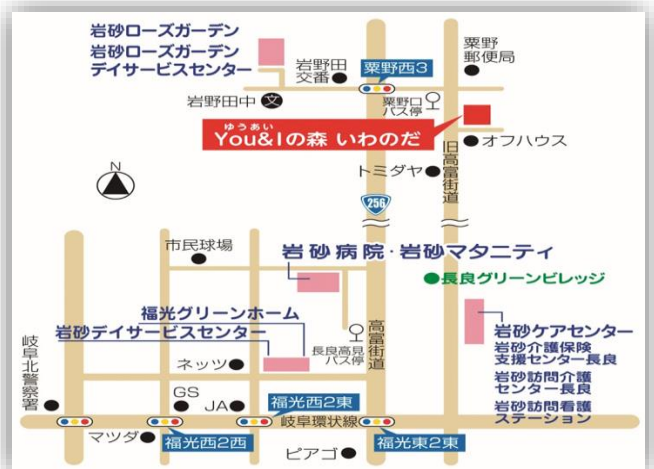 岩砂ローズガーデン
岩砂ローズガーデン
デイサービスセンター
岩野田
交番
粟野西3
粟野
郵便局
岩野田中
文
粟野口
バス停
ゆうあい
You&Iの森 いわのだ
オフハウス
トミダヤ
旧高富街道
N
256
市民球場
岩砂病院・岩砂マタニティ
長良グリーンビレッジ
福光グリーンホーム
岩砂デイサービスセンター
長良高見
バス停
高富街道
岩砂ケアセンター
岩砂介護保険
支援センター長良
岩砂訪問介護
センター長良
岩砂訪問看護
ステーション
岐阜北警察署
ネッツ
GS
JA
福光西2東
岐阜環状線
マツダ
福光西2西
ピアゴ
福光東2東